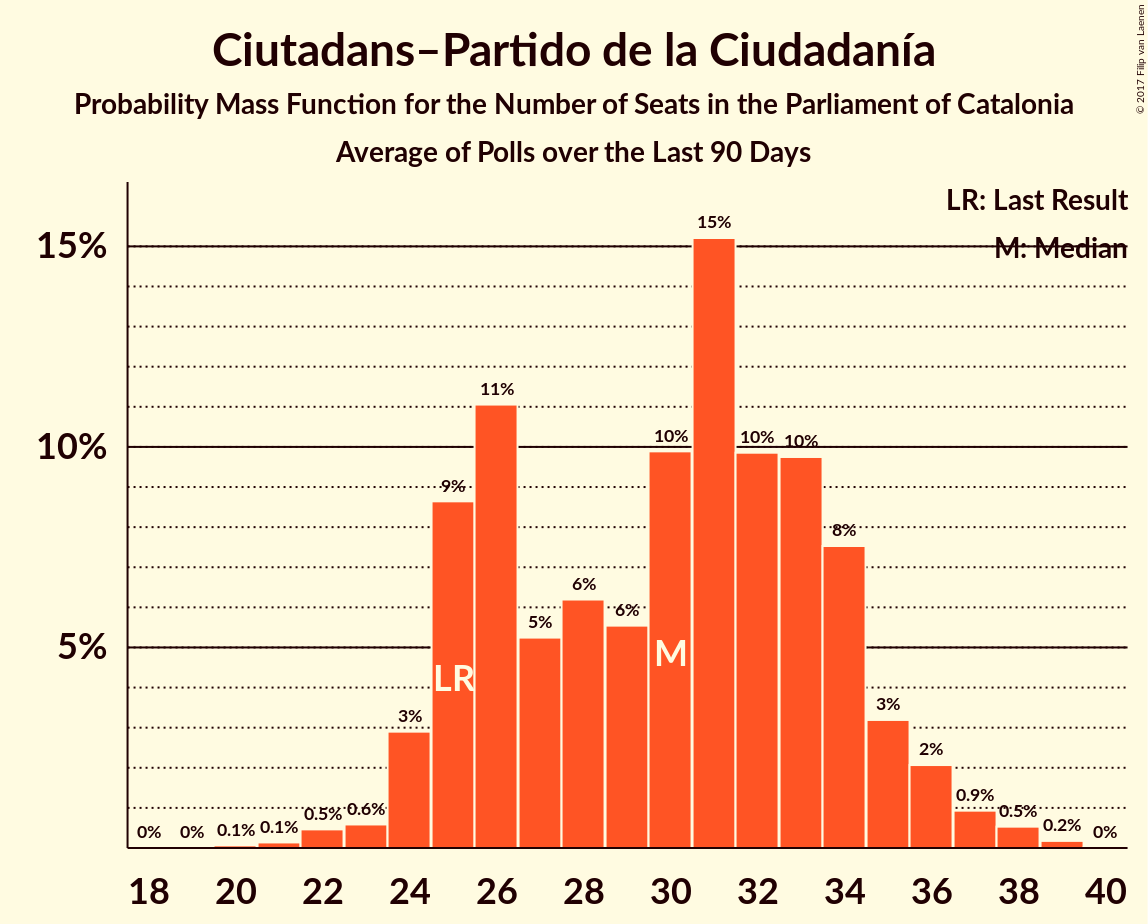 Ciutadans–Partido de la Ciudadanía
Probability Mass Function for the Number of Seats in the Parliament of Catalonia
Average of Polls over the Last 90 Days
© 2017 Filip van Laenen
LR: Last Result
M: Median
15%
10%
5%
0%
0%
0.1%
0.1%
0.5%
0.6%
3%
9%
11%
5%
6%
6%
10%
15%
10%
10%
8%
3%
2%
0.9%
0.5%
0.2%
0%
LR
M
18 20 22 24 26 28 30 32 34 36 38 40